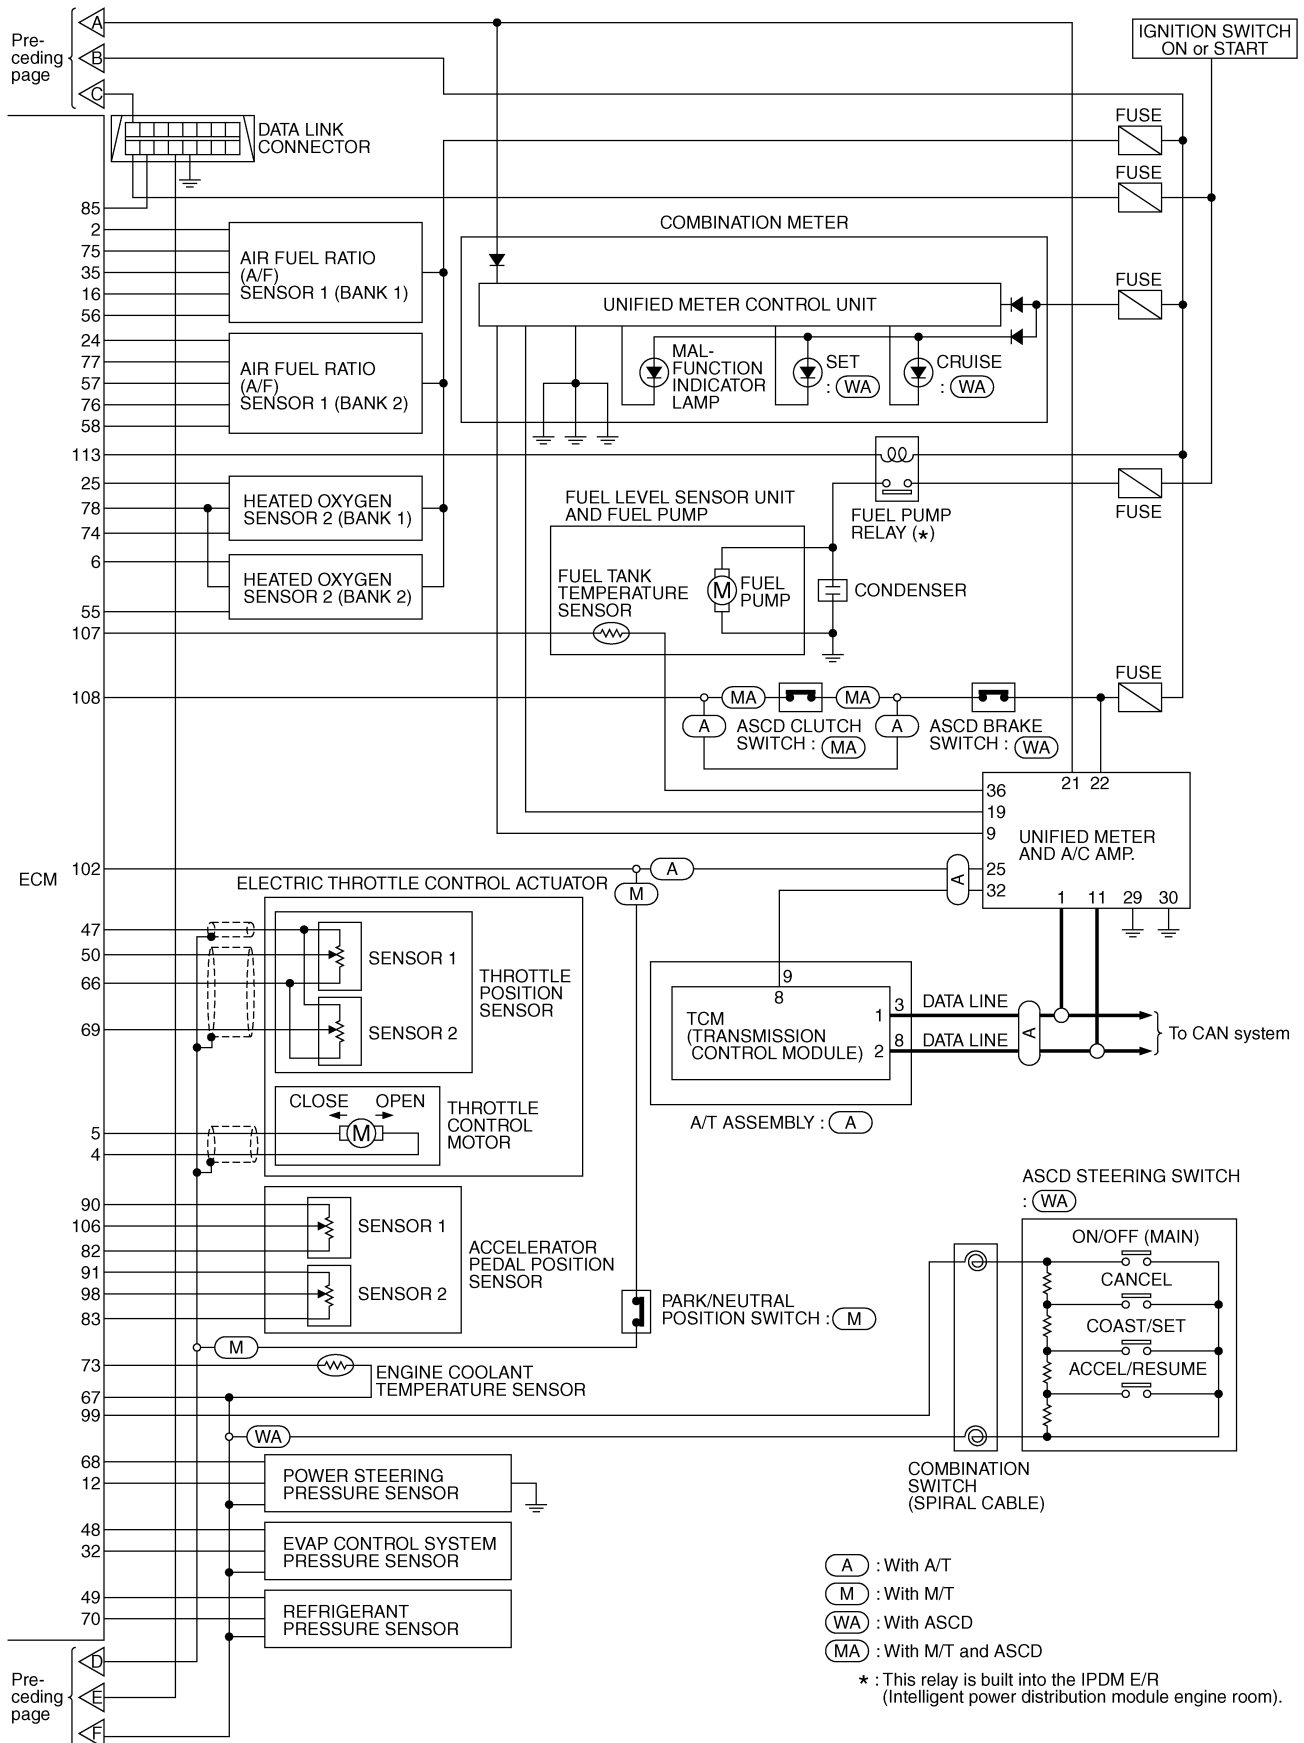 A
Pre-
ceding
page
B
C
IGNITION SWITCH
ON or START
DATA LINK
CONNECTOR
FUSE
FUSE
85
2
75
35
16
56
AIR FUEL RATIO
(A/F)
SENSOR 1 (BANK 1)
COMBINATION METER
FUSE
UNIFIED METER CONTROL UNIT
24
77
57
76
58
AIR FUEL RATIO
(A/F)
SENSOR 1 (BANK 2)
MAL-
FUNCTION
INDICATOR
LAMP
SET
: WA
CRUISE
: WA
113
25
78
74
HEATED OXYGEN
SENSOR 2 (BANK 1)
6
55
HEATED OXYGEN
SENSOR 2 (BANK 2)
FUEL LEVEL SENSOR UNIT
AND FUEL PUMP
FUEL PUMP
RELAY (*)
FUSE
FUEL TANK
TEMPERATURE
SENSOR
M
FUEL
PUMP
CONDENSER
107
108
MA
MA
FUSE
A
ASCD CLUTCH
SWITCH : MA
A
ASCD BRAKE
SWITCH : WA
21 22
36
19
9
25
32
UNIFIED METER
AND A/C AMP.
1 11 29 30
ECM
102
A
M
A
ELECTRIC THROTTLE CONTROL ACTUATOR
47
50
66
69
SENSOR 1
SENSOR 2
THROTTLE
POSITION
SENSOR
9
8
TCM
(TRANSMISSION
CONTROL MODULE)
1
2
3
8
DATA LINE
DATA LINE
A
To CAN system
A/T ASSEMBLY : A
5
4
CLOSE OPEN
M
THROTTLE
CONTROL
MOTOR
90
106
82
91
98
83
SENSOR 1
SENSOR 2
ACCELERATOR
PEDAL POSITION
SENSOR
PARK/NEUTRAL
POSITION SWITCH : M
M
ASCD STEERING SWITCH
: WA
ON/OFF (MAIN)
CANCEL
COAST/SET
ACCEL/RESUME
73
67
99
ENGINE COOLANT
TEMPERATURE SENSOR
WA
COMBINATION
SWITCH
(SPIRAL CABLE)
68
12
POWER STEERING
PRESSURE SENSOR
48
32
EVAP CONTROL SYSTEM
PRESSURE SENSOR
49
70
REFRIGERANT
PRESSURE SENSOR
A : With A/T
M : With M/T
WA : With ASCD
MA : With M/T and ASCD
* : This relay is built into the IPDM E/R
(Intelligent power distribution module engine room).
D
Pre-
ceding
page
E
F